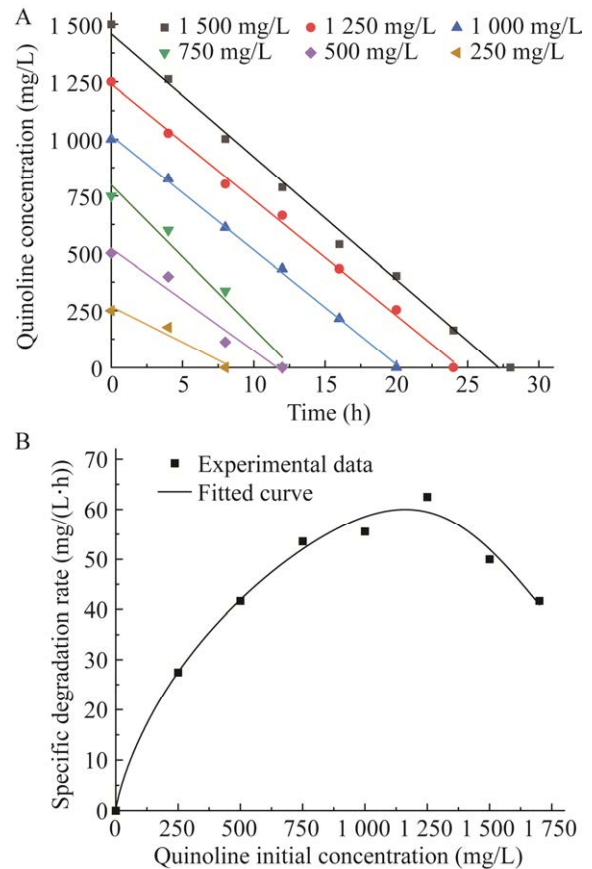 A
1 500 mg/L 1 250 mg/L 1 000 mg/L
750 mg/L 500 mg/L 250 mg/L
Quinoline concentration (mg/L)
1 500
1 250
1 000
750
500
250
0
0 5 10 15 20 25 30
Time (h)
B
Experimental data
Fitted curve
Specific degradation rate (mg/(L·h))
70
60
50
40
30
20
10
0
0 250 500 750 1 000 1 250 1 500 1 750
Quinoline initial concentration (mg/L)